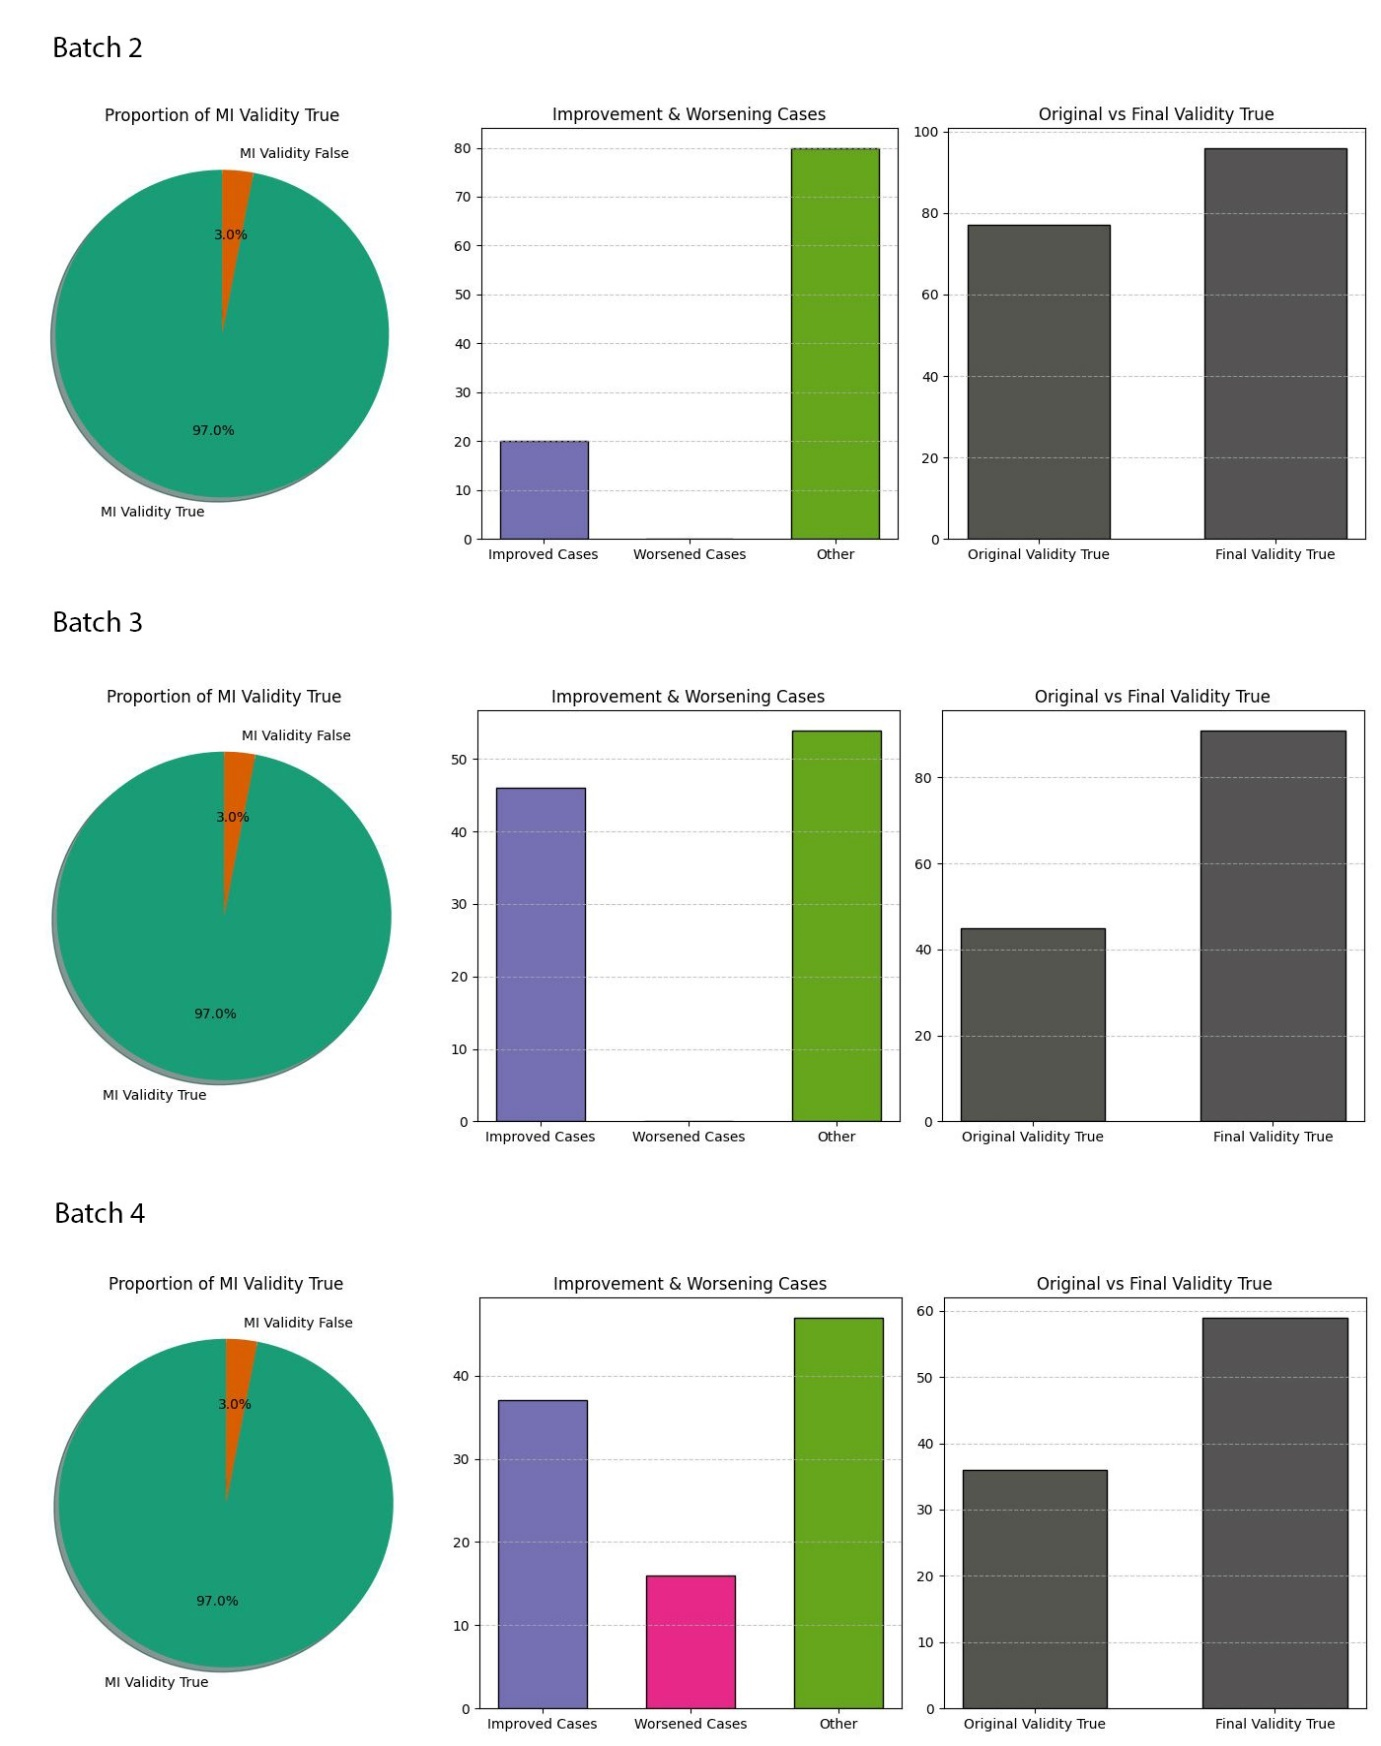 Batch 2
Proportion of MI Validity True
MI Validity False
3.0%
97.0%
MI Validity True
Improvement & Worsening Cases
80
70
60
50
40
30
20
10
0
Improved Cases Worsened Cases Other
Original vs Final Validity True
100
80
60
40
20
0
Original Validity True Final Validity True
Batch 3
Proportion of MI Validity True
MI Validity False
3.0%
97.0%
MI Validity True
Improvement & Worsening Cases
50
40
30
20
10
0
Improved Cases Worsened Cases Other
Original vs Final Validity True
80
60
40
20
0
Original Validity True Final Validity True
Batch 4
Proportion of MI Validity True
MI Validity False
3.0%
97.0%
MI Validity True
Improvement & Worsening Cases
40
30
20
10
0
Improved Cases Worsened Cases Other
Original vs Final Validity True
60
50
40
30
20
10
0
Original Validity True Final Validity True